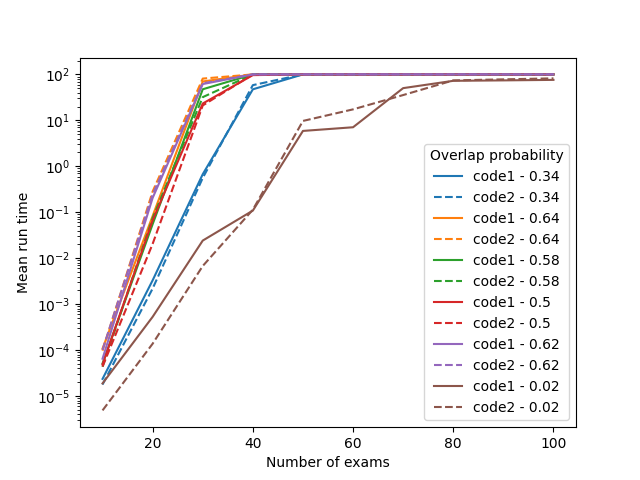 10²
10¹
10⁰
10⁻¹
10⁻²
10⁻³
10⁻⁴
10⁻⁵
Mean run time
20
40
60
80
100
Number of exams
Overlap probability
code1 - 0.34
code2 - 0.34
code1 - 0.64
code2 - 0.64
code1 - 0.58
code2 - 0.58
code1 - 0.5
code2 - 0.5
code1 - 0.62
code2 - 0.62
code1 - 0.02
code2 - 0.02